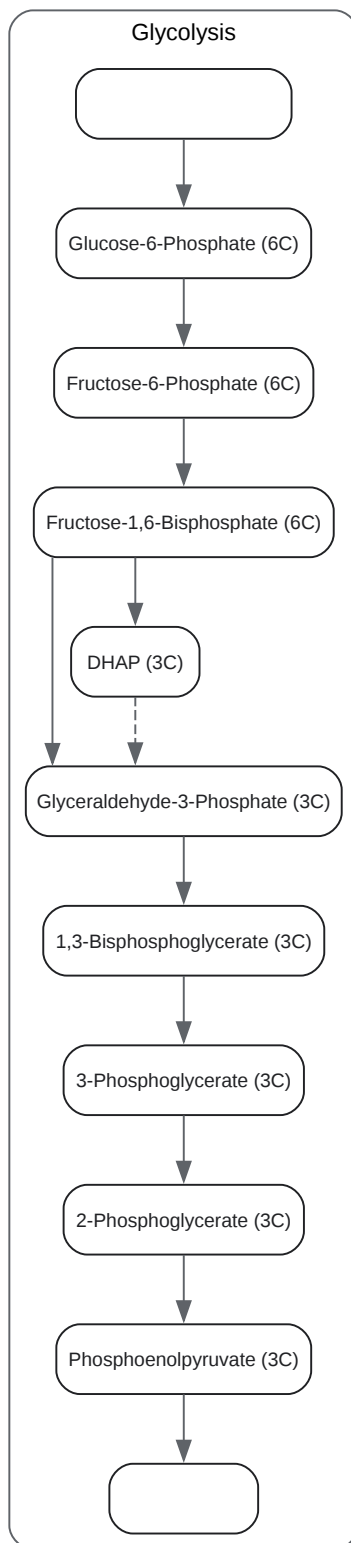 Glycolysis
Glucose-6-Phosphate (6C)
Fructose-6-Phosphate (6C)
Fructose-1,6-Bisphosphate (6C)
DHAP (3C)
Glyceraldehyde-3-Phosphate (3C)
1,3-Bisphosphoglycerate (3C)
3-Phosphoglycerate (3C)
2-Phosphoglycerate (3C)
Phosphoenolpyruvate (3C)